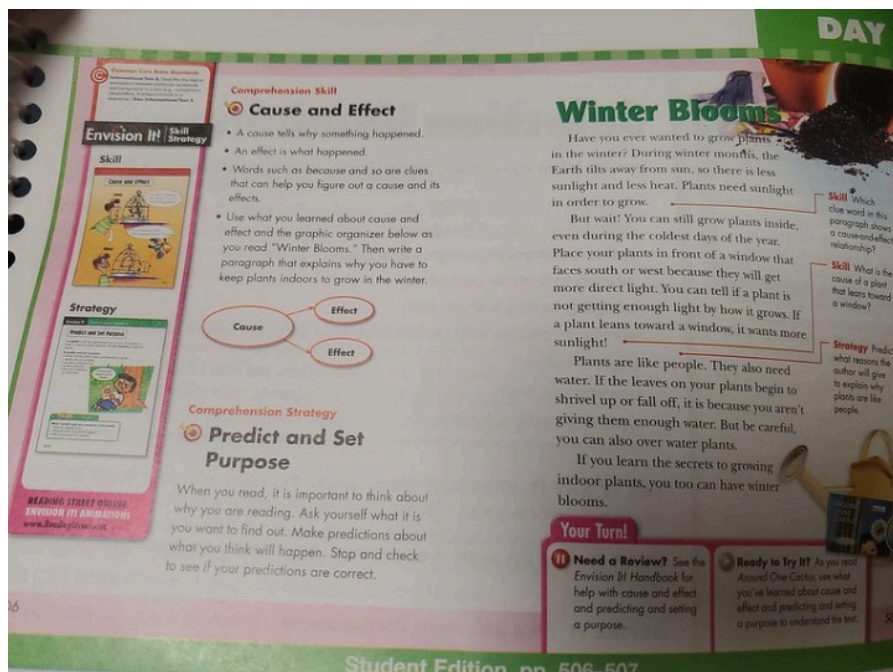 DAY
Common Core State Standards
Envision It! Skill Strategy
Skill
Cause and Effect
Strategy
Predict and Set Purpose
READING STREET ONLINE
ENVISION IT! ANIMATIONS
www.ReadingStreet.com
Comprehension Skill
Cause and Effect
• A cause tells why something happened.
• An effect is what happened.
• Words such as because and so are clues
that can help you figure out a cause and its
effects.
• Use what you learned about cause and
effect and the graphic organizer below as
you read "Winter Blooms." Then write a
paragraph that explains why you have to
keep plants indoors to grow in the winter.
Cause
Effect
Effect
Comprehension Strategy
Predict and Set
Purpose
When you read, it is important to think about
why you are reading. Ask yourself what it is
you want to find out. Make predictions about
what you think will happen. Stop and check
to see if your predictions are correct.
Winter Blooms
Have you ever wanted to grow plants
in the winter? During winter months, the
Earth tilts away from sun, so there is less
sunlight and less heat. Plants need sunlight
in order to grow.
But wait! You can still grow plants inside,
even during the coldest days of the year.
Place your plants in front of a window that
faces south or west because they will get
more direct light. You can tell if a plant is
not getting enough light by how it grows. If
a plant leans toward a window, it wants more
sunlight!
Plants are like people. They also need
water. If the leaves on your plants begin to
shrivel up or fall off, it is because you aren't
giving them enough water. But be careful,
you can also over water plants.
If you learn the secrets to growing
indoor plants, you too can have winter
blooms.
Skill Which
clue word in this
paragraph shows
a cause-and-effect
relationship?
Skill What is the
cause of a plant
that leans toward
a window?
Strategy Predict
what reasons the
author will give
to explain why
plants are like
people.
Your Turn!
Need a Review? See the
Envision It! Handbook for
help with cause and effect
and predicting and setting
a purpose.
Ready to Try It? As you read
Around One Cactus, use what
you've learned about cause and
effect and predicting and setting
a purpose to understand the text.
Student Edition, pp. 506–507